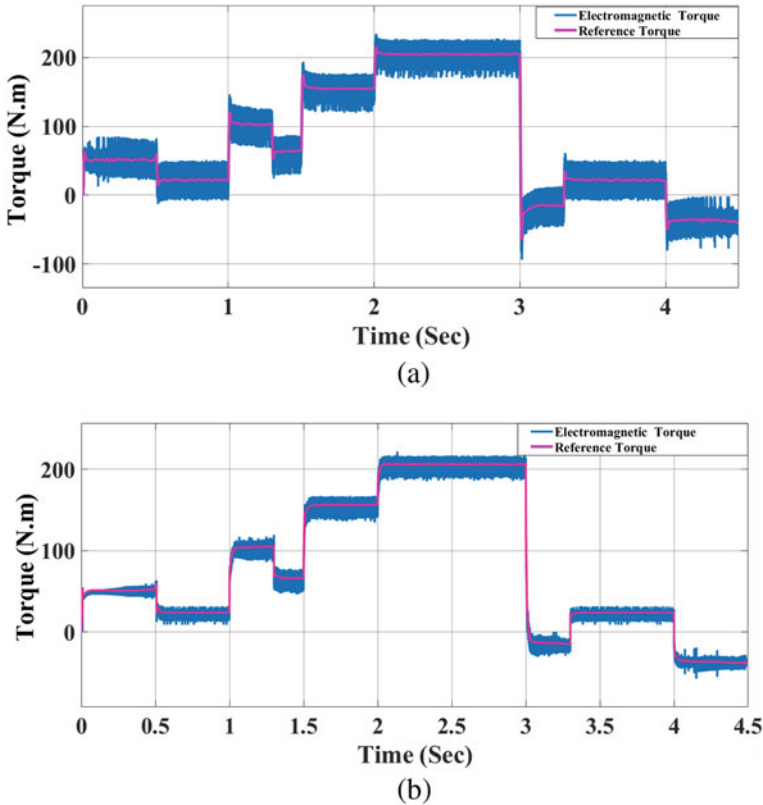 Electromagnetic Torque
Reference Torque
Torque (N.m)
200
100
0
-100
0 1 2 3 4
Time (Sec)
(a)
Electromagnetic Torque
Reference Torque
Torque (N.m)
200
100
0
0 0.5 1 1.5 2 2.5 3 3.5 4 4.5
Time (Sec)
(b)